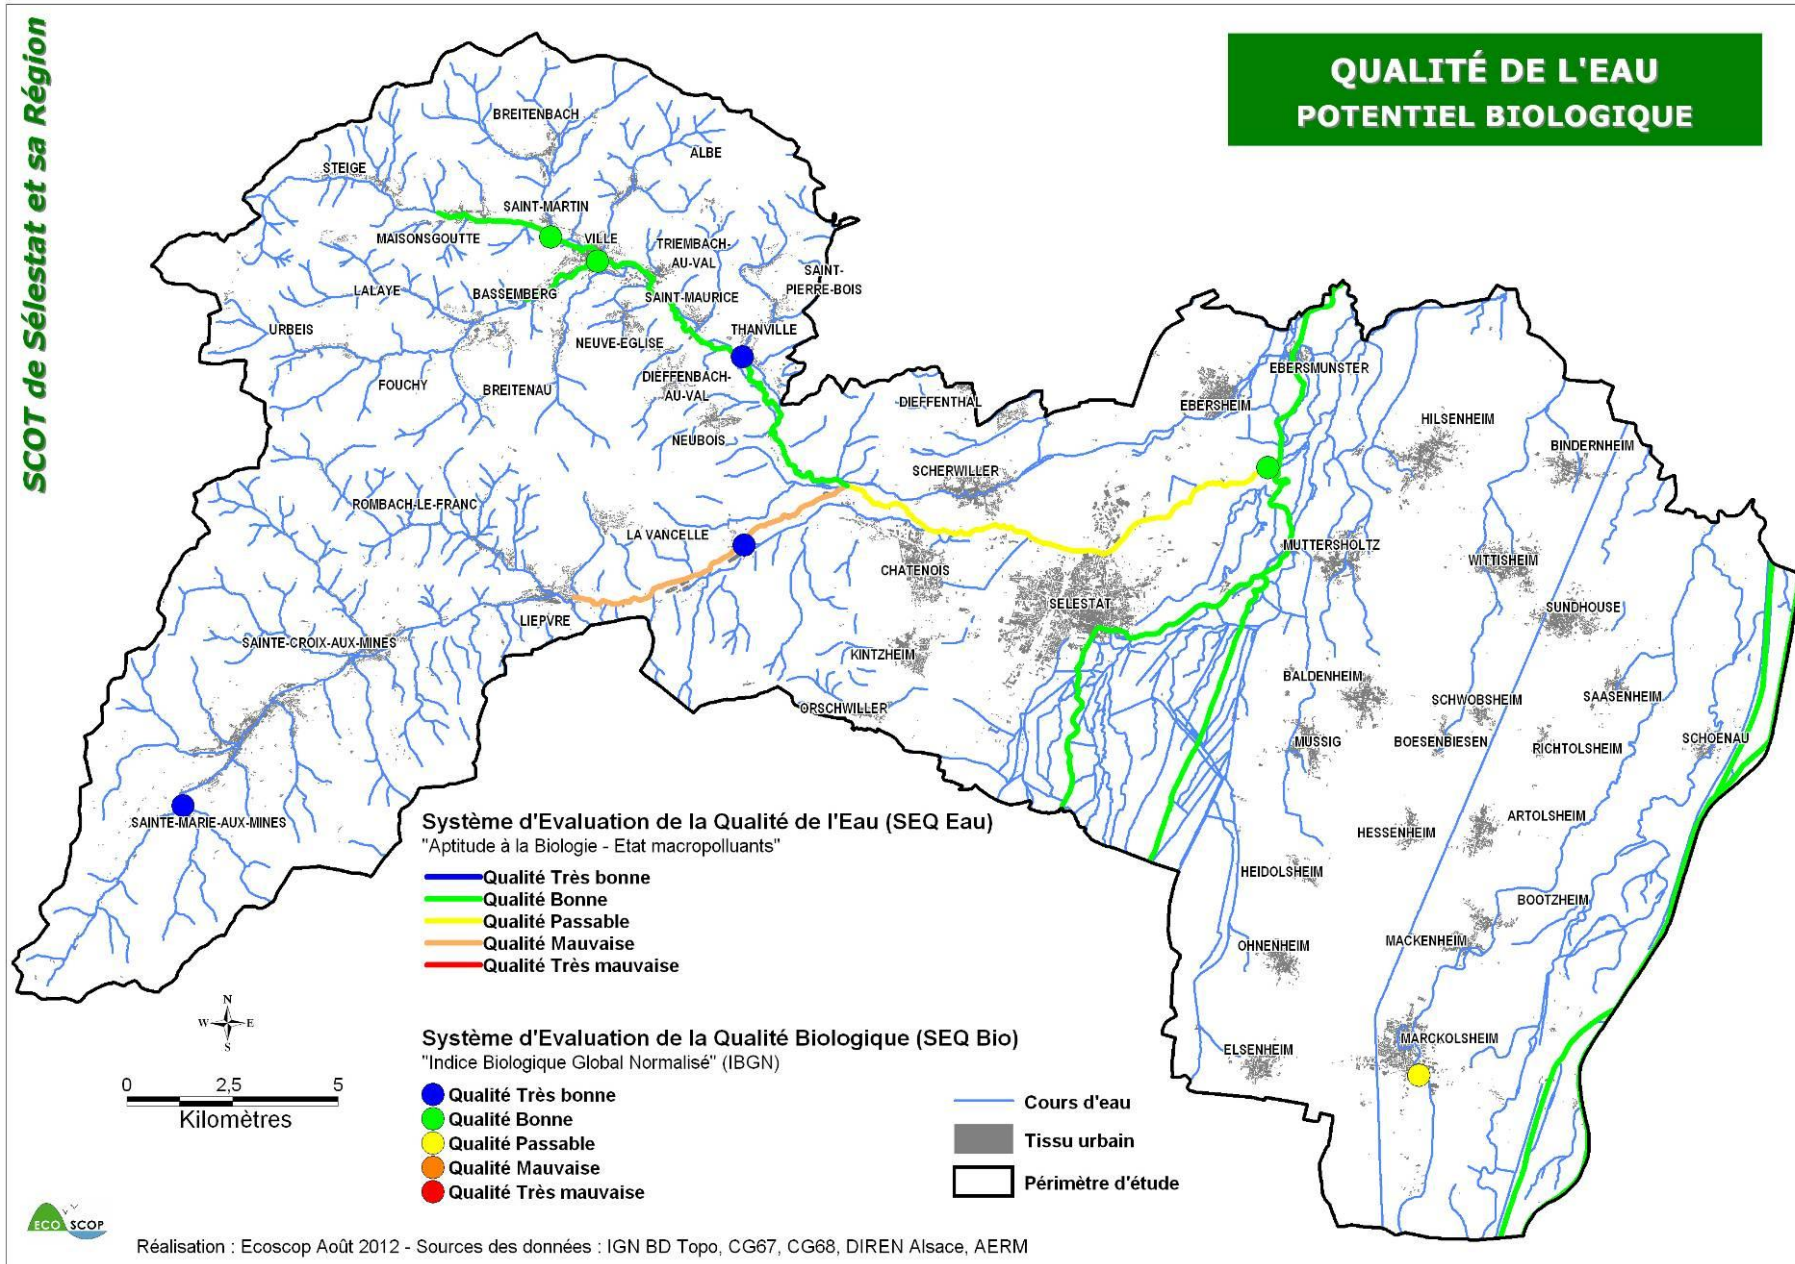 SCOT de Sélestat et sa Région
QUALITÉ DE L'EAU
POTENTIEL BIOLOGIQUE
BREITENBACH
ALBE
STEIGE
SAINT-MARTIN
MAISONSGOUTTE
VILLE
TRIEMBACH-
AU-VAL
SAINT-
PIERRE-BOIS
LALAYE
BASSEMBERG
SAINT-MAURICE
URBEIS
NEUVE-EGLISE
THANVILLE
FOUCHY
BREITENAU
DIEFFENBACH-
AU-VAL
NEUBOIS
DIEFFENTHAL
EBERSHEIM
EBERSMUNSTER
HILSENHEIM
BINDERNHEIM
SCHERWILLER
ROMBACH-LE-FRANC
LA VANCELLE
CHATENOIS
MUTTERSHOLTZ
WITTISHEIM
SELESTAT
SUNDHOUSE
LIEPVRE
SAINTE-CROIX-AUX-MINES
KINTZHEIM
BALDENHEIM
SCHWOBSHEIM
SAASENHEIM
ORSCHWILLER
MUSSIG
BOESENBIESEN
RICHTOLSHEIM
SCHOENAU
SAINTE-MARIE-AUX-MINES
HESSENHEIM
ARTOLSHEIM
HEIDOLSHEIM
BOOTZHEIM
OHNENHEIM
MACKENHEIM
ELSENHEIM
MARCKOLSHEIM
Système d'Evaluation de la Qualité de l'Eau (SEQ Eau)
"Aptitude à la Biologie - Etat macropolluants"
Qualité Très bonne
Qualité Bonne
Qualité Passable
Qualité Mauvaise
Qualité Très mauvaise
Système d'Evaluation de la Qualité Biologique (SEQ Bio)
"Indice Biologique Global Normalisé" (IBGN)
Qualité Très bonne
Qualité Bonne
Qualité Passable
Qualité Mauvaise
Qualité Très mauvaise
Cours d'eau
Tissu urbain
Périmètre d'étude
N
W E
S
0 2,5 5
Kilomètres
ECO SCOP
Réalisation : Ecoscop Août 2012 - Sources des données : IGN BD Topo, CG67, CG68, DIREN Alsace, AERM